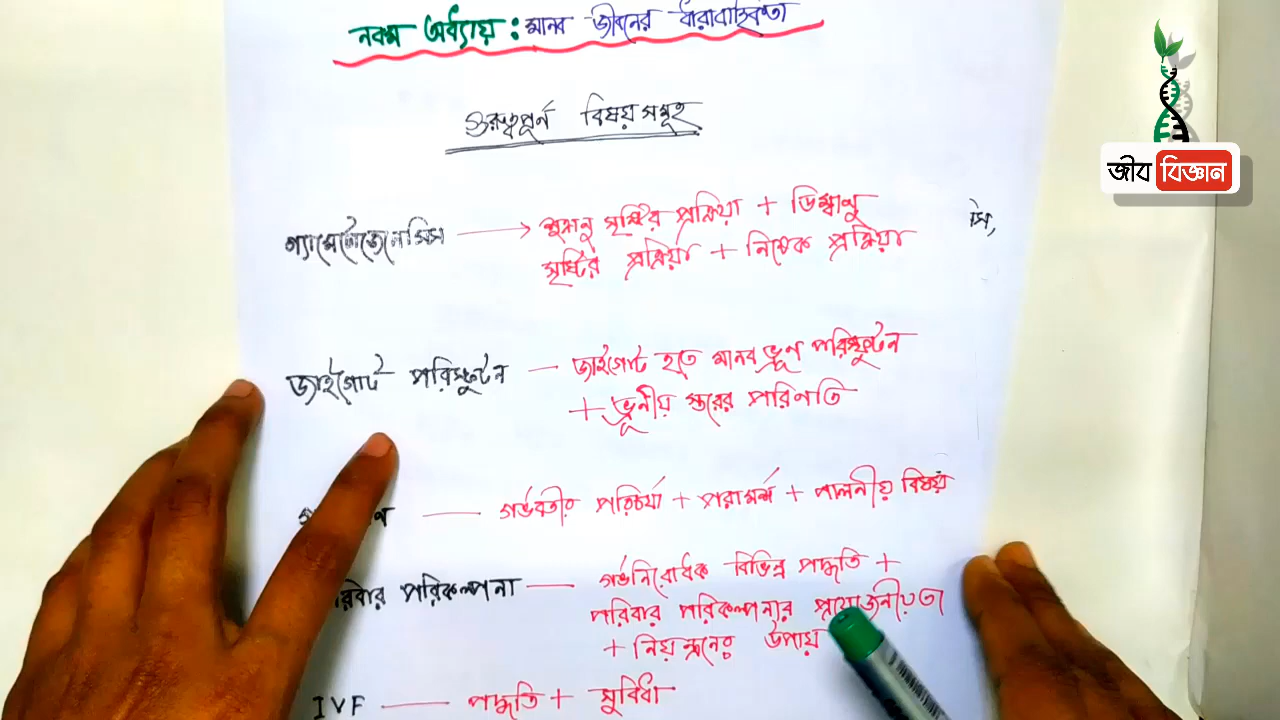 নবম অধ্যায় : মানব জীবনের ধারাবাহিকতা
গুরুত্বপূর্ন বিষয় সমূহ
জীব বিজ্ঞান
গ্যামেটোজেনেসিস → শুক্রানু সৃষ্টির প্রক্রিয়া + ডিম্বানু
সৃষ্টির প্রক্রিয়া + নিষেক প্রক্রিয়া
জাইগোট পরিস্ফুটন — জাইগোট হতে মানব ভ্রূণ পরিস্ফুটন
+ ভ্রূনীয় স্তরের পরিণতি
— গর্ভবতীর পরিচর্যা + পরামর্শ + পালনীয় বিষয়
পরিকল্পনা — গর্ভনিরোধক বিভিন্ন পদ্ধতি +
পরিবার পরিকল্পনার প্রয়োজনীয়তা
+ নিয়ন্ত্রনের উপায়
IVF — পদ্ধতি + সুবিধা